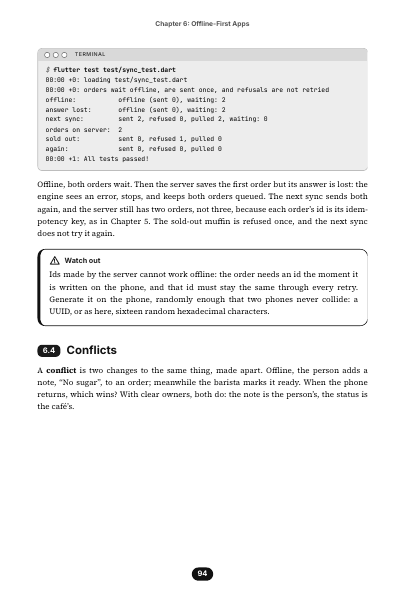 Chapter 6: Offline-First Apps
TERMINAL
$ flutter test test/sync_test.dart
00:00 +0: loading test/sync_test.dart
00:00 +0: orders wait offline, are sent once, and refusals are not retried
offline: offline (sent 0), waiting: 2
answer lost: offline (sent 0), waiting: 2
next sync: sent 2, refused 0, pulled 2, waiting: 0
orders on server: 2
sold out: sent 0, refused 1, pulled 0
again: sent 0, refused 0, pulled 0
00:00 +1: All tests passed!
Offline, both orders wait. Then the server saves the first order but its answer is lost: the
engine sees an error, stops, and keeps both orders queued. The next sync sends both
again, and the server still has two orders, not three, because each order's id is its idem-
potency key, as in Chapter 5. The sold-out muffin is refused once, and the next sync
does not try it again.
Watch out
Ids made by the server cannot work offline: the order needs an id the moment it
is written on the phone, and that id must stay the same through every retry.
Generate it on the phone, randomly enough that two phones never collide: a
UUID, or as here, sixteen random hexadecimal characters.
6.4 Conflicts
A conflict is two changes to the same thing, made apart. Offline, the person adds a
note, “No sugar”, to an order; meanwhile the barista marks it ready. When the phone
returns, which wins? With clear owners, both do: the note is the person's, the status is
the café's.
94